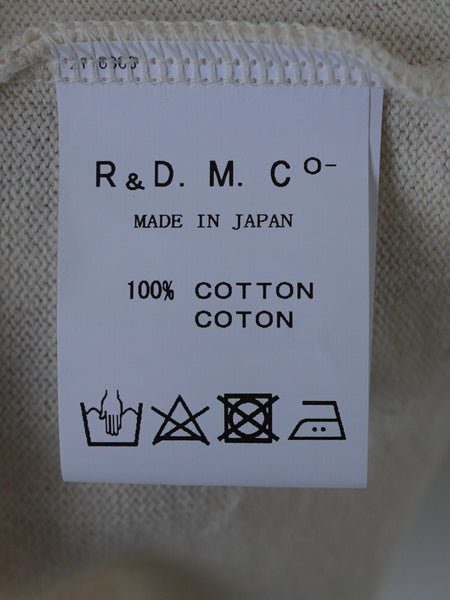 R & D. M. Co-
MADE IN JAPAN
100% COTTON
COTON